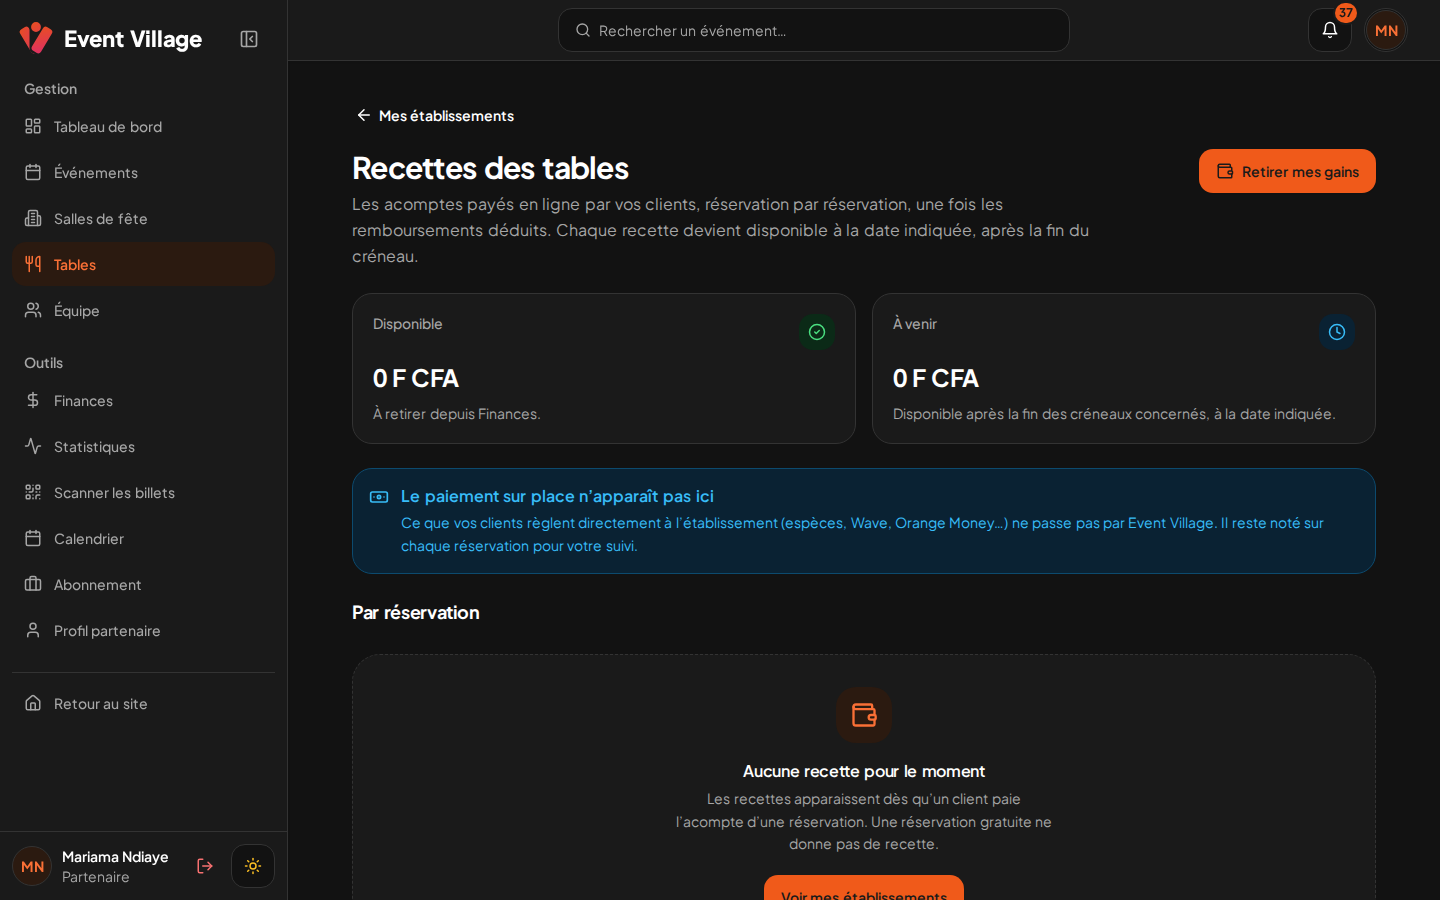 Event Village
Rechercher un événement…
37
MN
Gestion
Tableau de bord
Événements
Salles de fête
Tables
Équipe
Outils
Finances
Statistiques
Scanner les billets
Calendrier
Abonnement
Profil partenaire
Retour au site
MN
Mariama Ndiaye
Partenaire
Mes établissements
Recettes des tables
Retirer mes gains
Les acomptes payés en ligne par vos clients, réservation par réservation, une fois les
remboursements déduits. Chaque recette devient disponible à la date indiquée, après la fin du
créneau.
Disponible
0 F CFA
À retirer depuis Finances.
À venir
0 F CFA
Disponible après la fin des créneaux concernés, à la date indiquée.
Le paiement sur place n’apparaît pas ici
Ce que vos clients règlent directement à l’établissement (espèces, Wave, Orange Money…) ne passe pas par Event Village. Il reste noté sur
chaque réservation pour votre suivi.
Par réservation
Aucune recette pour le moment
Les recettes apparaissent dès qu’un client paie
l’acompte d’une réservation. Une réservation gratuite ne
donne pas de recette.
Voir mes établissements